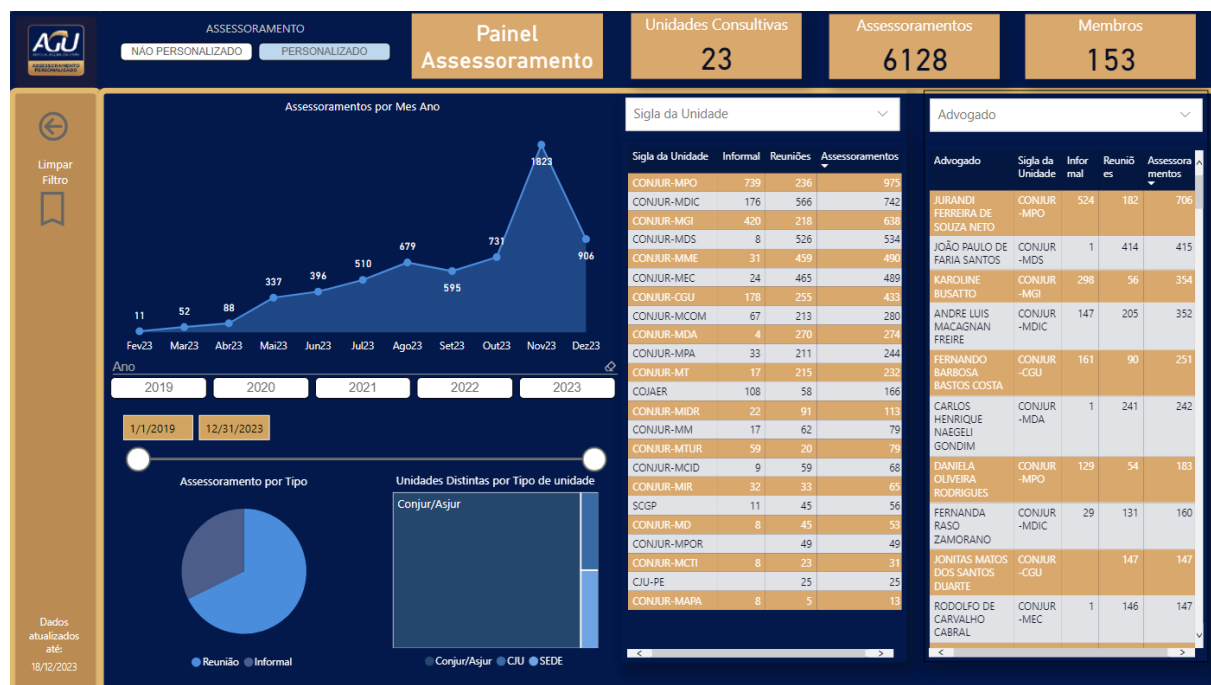 AGU
ASSESSORAMENTO
PERSONALIZADO
ASSESSORAMENTO
NÃO PERSONALIZADO PERSONALIZADO
Painel
Assessoramento
Unidades Consultivas
23
Assessoramentos
6128
Membros
153
Limpar
Filtro
Dados
atualizados
até:
18/12/2023
Assessoramentos por Mes Ano
11 52 88 337 396 510 679 595 731 1823 906
Fev23 Mar23 Abr23 Mai23 Jun23 Jul23 Ago23 Set23 Out23 Nov23 Dez23
Ano
2019 2020 2021 2022 2023
1/1/2019 12/31/2023
Assessoramento por Tipo
Reunião Informal
Unidades Distintas por Tipo de unidade
Conjur/Asjur
Conjur/Asjur CJU SEDE
Sigla da Unidade
Sigla da Unidade Informal Reuniões Assessoramentos
CONJUR-MPO 739 236 975
CONJUR-MDIC 176 566 742
CONJUR-MGI 420 218 638
CONJUR-MDS 8 526 534
CONJUR-MME 31 459 490
CONJUR-MEC 24 465 489
CONJUR-CGU 178 255 433
CONJUR-MCOM 67 213 280
CONJUR-MDA 4 270 274
CONJUR-MPA 33 211 244
CONJUR-MT 17 215 232
COJAER 108 58 166
CONJUR-MIDR 22 91 113
CONJUR-MM 17 62 79
CONJUR-MTUR 59 20 79
CONJUR-MCID 9 59 68
CONJUR-MIR 32 33 65
SCGP 11 45 56
CONJUR-MD 8 45 53
CONJUR-MPOR 49 49
CONJUR-MCTI 8 23 31
CJU-PE 25 25
CONJUR-MAPA 8 5 13
Advogado
Advogado Sigla da Infor Reuniõ Assessora
Unidade mal es mentos
JURANDI CONJUR 524 182 706
FERREIRA DE -MPO
SOUZA NETO
JOÃO PAULO DE CONJUR 1 414 415
FARIA SANTOS -MDS
KAROLINE CONJUR 298 56 354
BUSATTO -MGI
ANDRE LUIS CONJUR 147 205 352
MACAGNAN -MDIC
FREIRE
FERNANDO CONJUR 161 90 251
BARBOSA -CGU
BASTOS COSTA
CARLOS CONJUR 1 241 242
HENRIQUE -MDA
NAEGELI
GONDIM
DANIELA CONJUR 129 54 183
OLIVEIRA -MPO
RODRIGUES
FERNANDA CONJUR 29 131 160
RASO -MDIC
ZAMORANO
JONITAS MATOS CONJUR 147 147
DOS SANTOS -CGU
DUARTE
RODOLFO DE CONJUR 1 146 147
CARVALHO -MEC
CABRAL